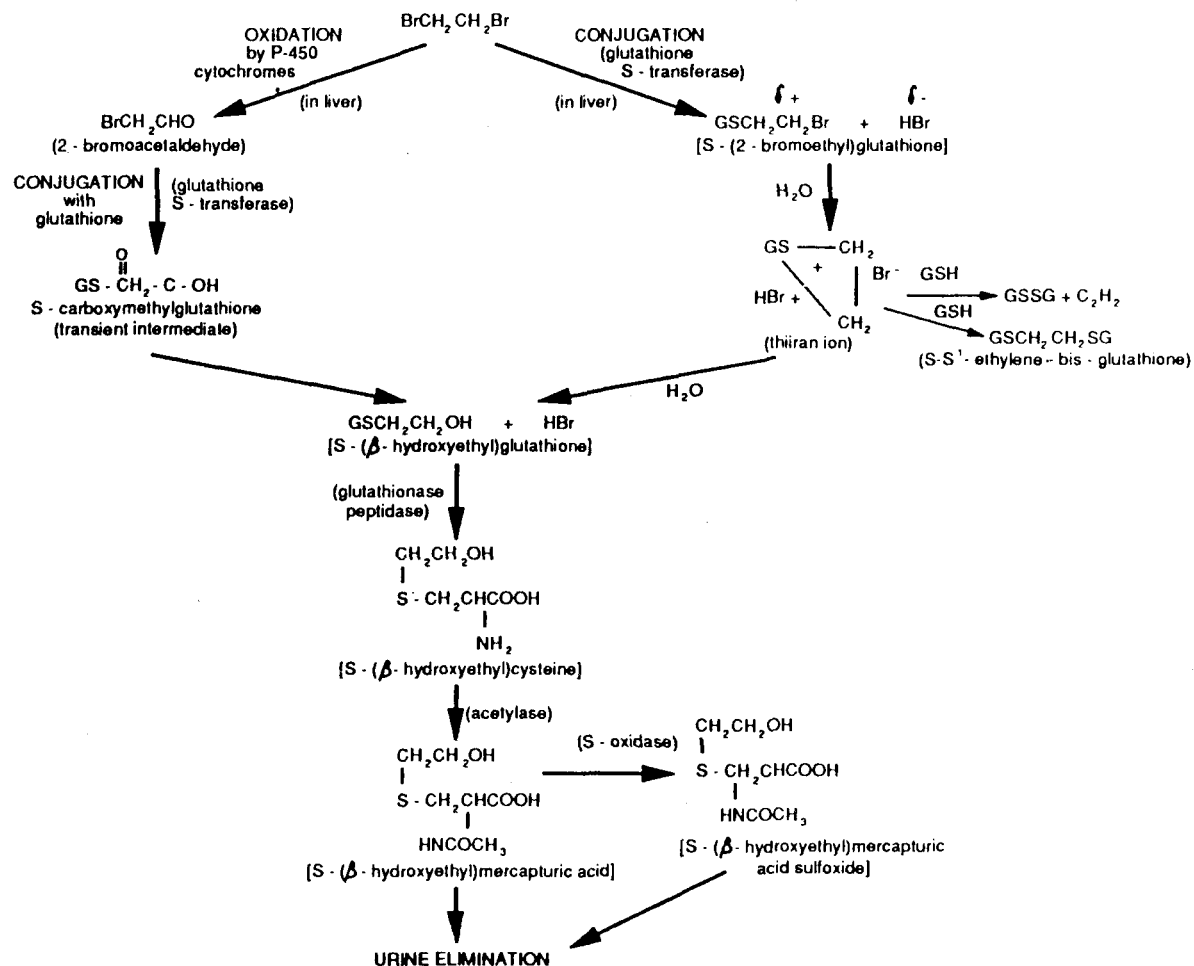 BrCH₂CH₂Br
OXIDATION
by P-450
cytochromes
(in liver)
CONJUGATION
(glutathione
S - transferase)
(in liver)
BrCH₂CHO
(2 - bromoacetaldehyde)
δ + δ -
GSCH₂CH₂Br + HBr
[S - (2 - bromoethyl)glutathione]
CONJUGATION
with
glutathione
(glutathione
S - transferase)
H₂O
O
GS - CH₂ - C - OH
S - carboxymethylglutathione
(transient intermediate)
GS CH₂
+
Br⁻
HBr +
CH₂
(thiiran ion)
GSH
GSSG + C₂H₂
GSH
GSCH₂CH₂SG
(S-S¹- ethylene - bis - glutathione)
H₂O
GSCH₂CH₂OH + HBr
[S - (β - hydroxyethyl)glutathione]
(glutathionase
peptidase)
CH₂CH₂OH
S - CH₂CHCOOH
NH₂
[S - (β - hydroxyethyl)cysteine]
(acetylase)
CH₂CH₂OH
S - CH₂CHCOOH
HNCOCH₃
[S - (β - hydroxyethyl)mercapturic acid]
(S - oxidase)
CH₂CH₂OH
S - CH₂CHCOOH
HNCOCH₃
[S - (β - hydroxyethyl)mercapturic
acid sulfoxide]
URINE ELIMINATION